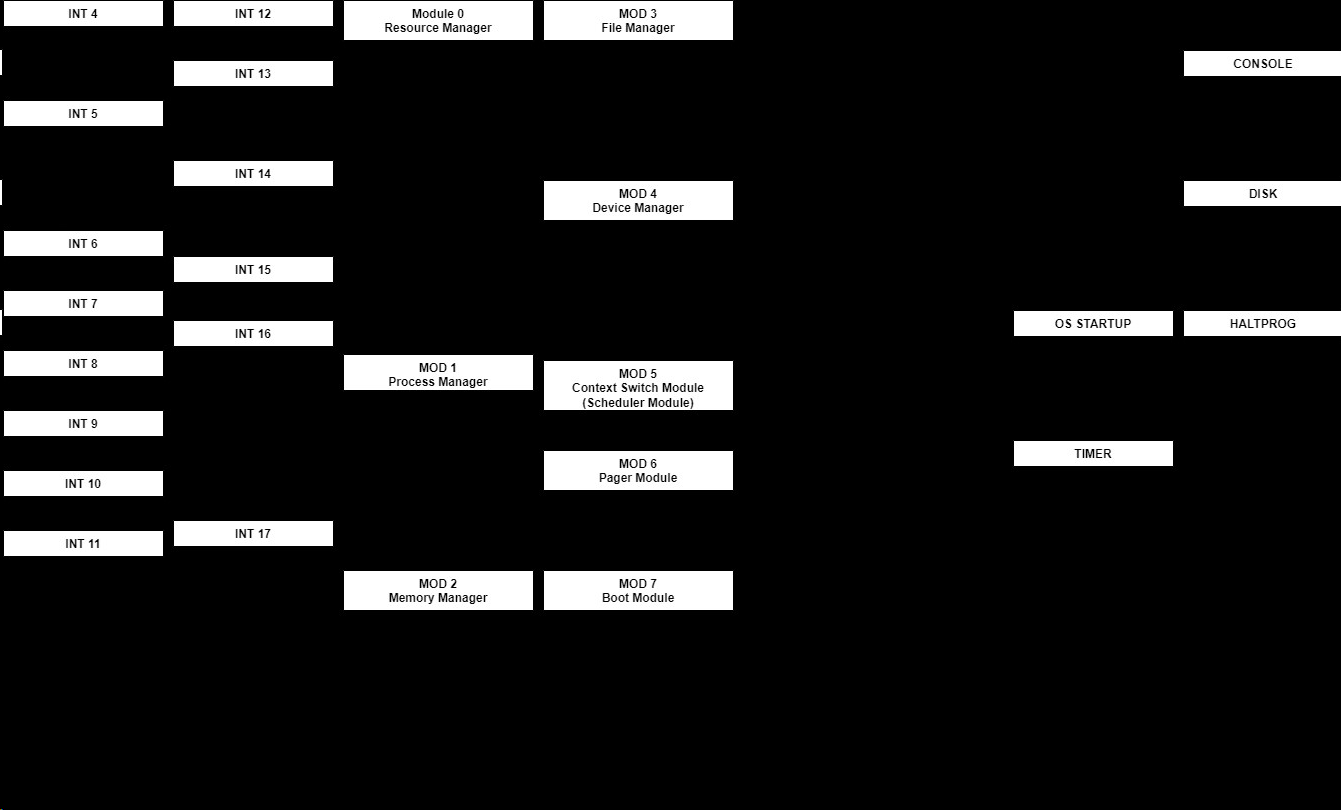 INT 4
INT 5
INT 6
INT 7
INT 8
INT 9
INT 10
INT 11
INT 12
INT 13
INT 14
INT 15
INT 16
INT 17
Module 0
Resource Manager
MOD 1
Process Manager
MOD 2
Memory Manager
MOD 3
File Manager
MOD 4
Device Manager
MOD 5
Context Switch Module
(Scheduler Module)
MOD 6
Pager Module
MOD 7
Boot Module
OS STARTUP
TIMER
CONSOLE
DISK
HALTPROG